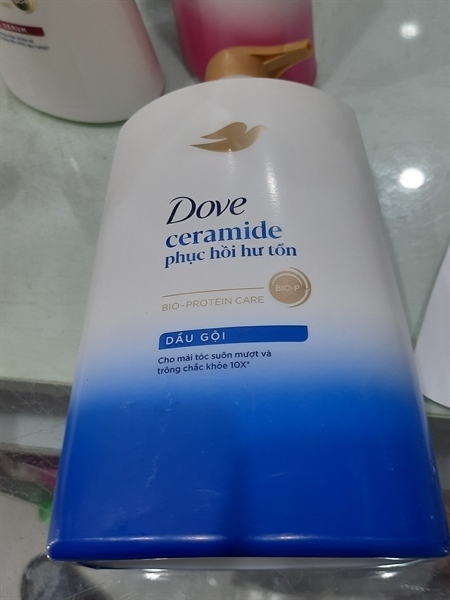 SERUM
Dove
ceramide
phục hồi hư tổn
BIO-PROTEIN CARE
BIO-P
DẦU GỘI
Cho mái tóc suôn mượt và
trông chắc khỏe 10X*